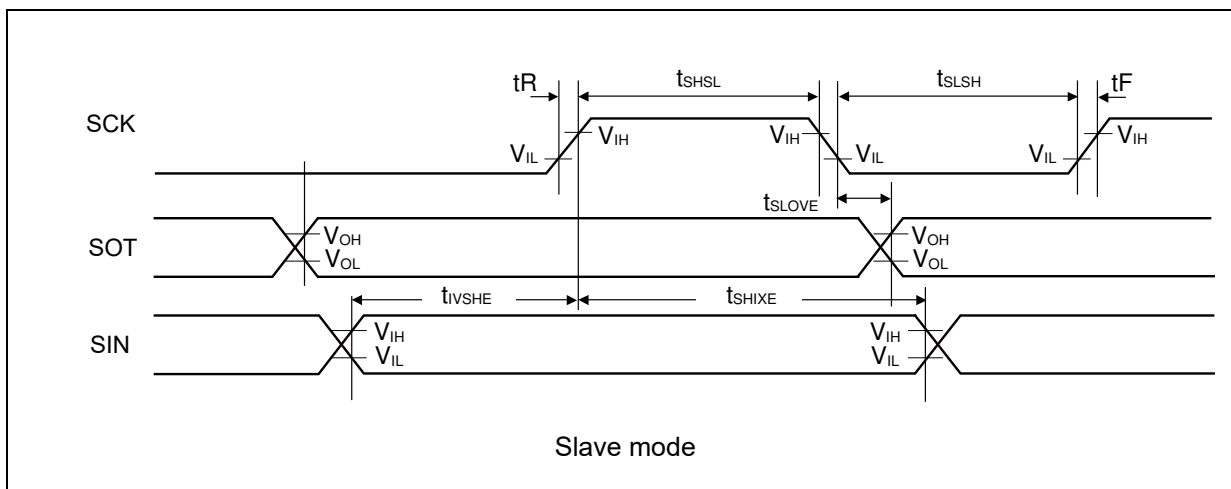 tR tSHSL tSLSH tF
SCK VIH VIH VIH
VIL VIL VIL
tSLOVE
SOT VOH VOH
VOL VOL
tIVSHE tSHIXE
SIN VIH VIH
VIL VIL
Slave mode